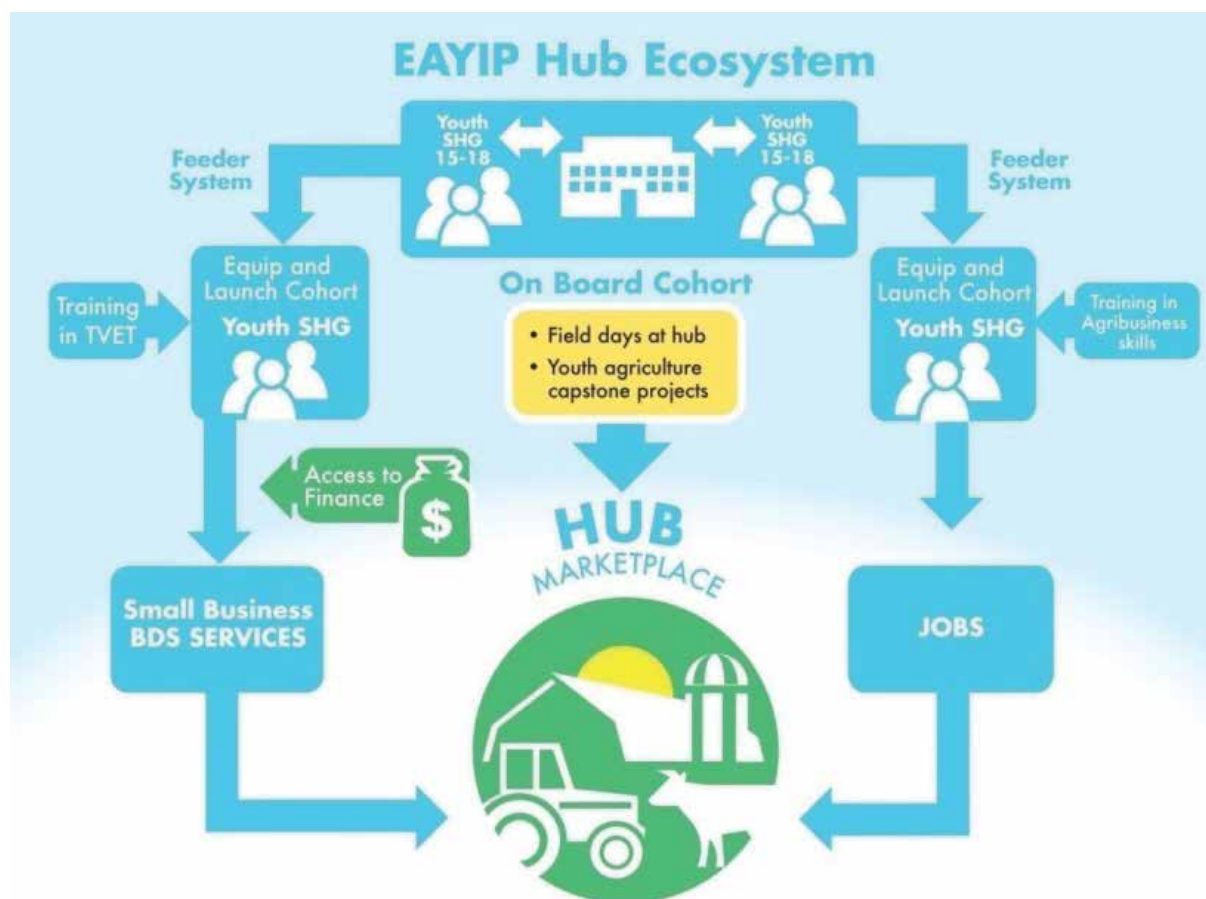 EAYIP Hub Ecosystem
Youth
SHG
15-18
Youth
SHG
15-18
Feeder
System
Feeder
System
Equip and
Launch Cohort
Youth SHG
Training
in TVET
On Board Cohort
• Field days at hub
• Youth agriculture
capstone projects
Equip and
Launch Cohort
Youth SHG
Training in
Agribusiness
skills
Access to
Finance
$
HUB
MARKETPLACE
Small Business
BDS SERVICES
JOBS